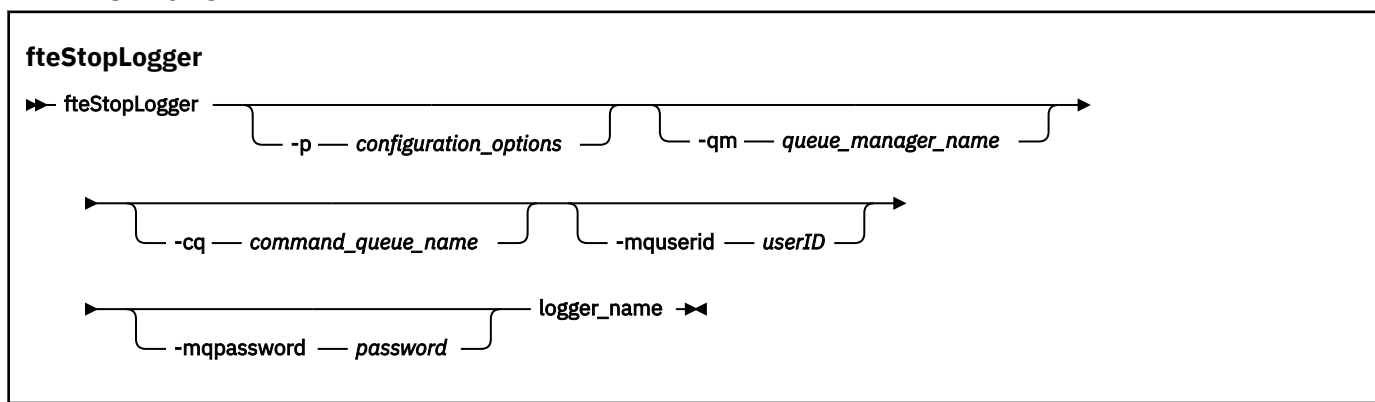 fteStopLogger
fteStopLogger
-p configuration_options -qm queue_manager_name
-cq command_queue_name -mquserid userID
logger_name
-mqpassword password